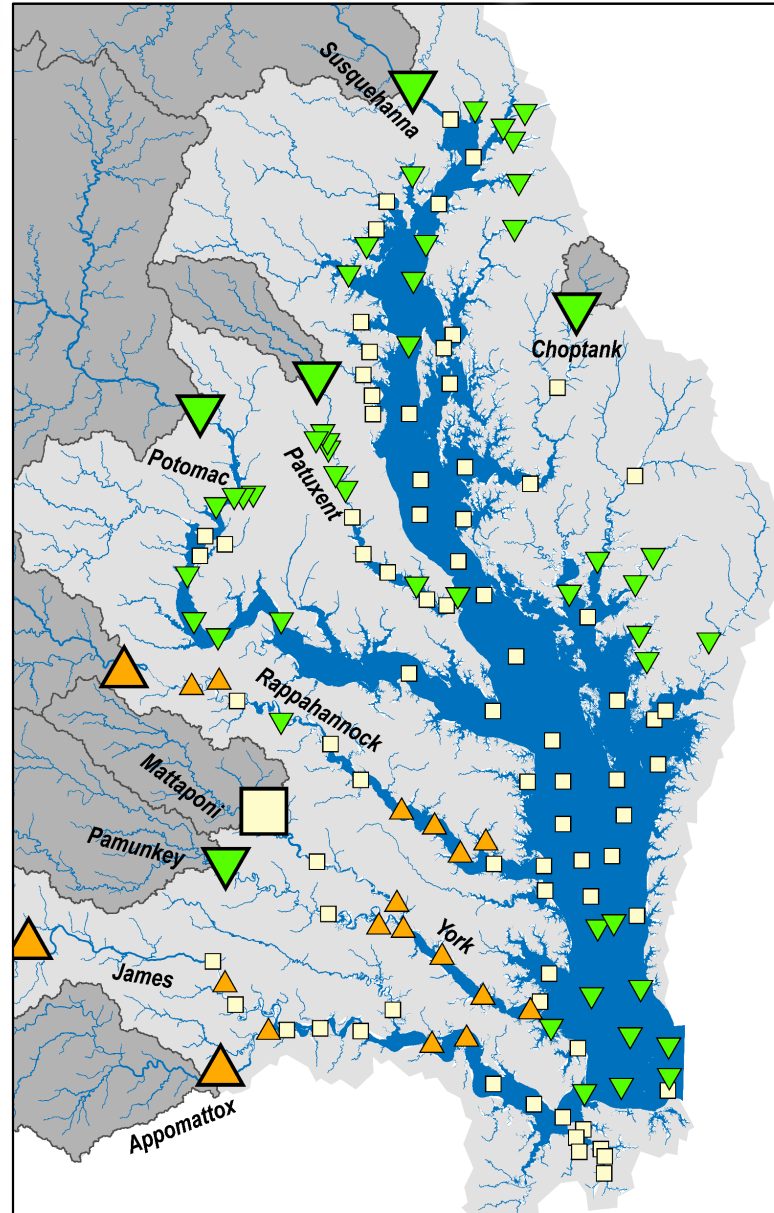 Susquehanna
Choptank
Potomac
Patuxent
Rappahannock
Mattaponi
Pamunkey
York
James
Appomattox